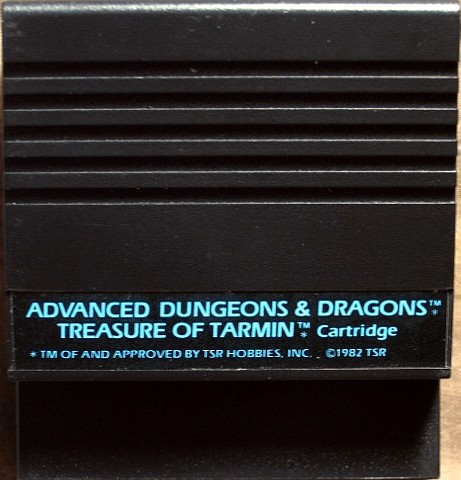 ADVANCED DUNGEONS & DRAGONS™*
TREASURE OF TARMIN™* Cartridge
* TM OF AND APPROVED BY TSR HOBBIES, INC. ©1982 TSR